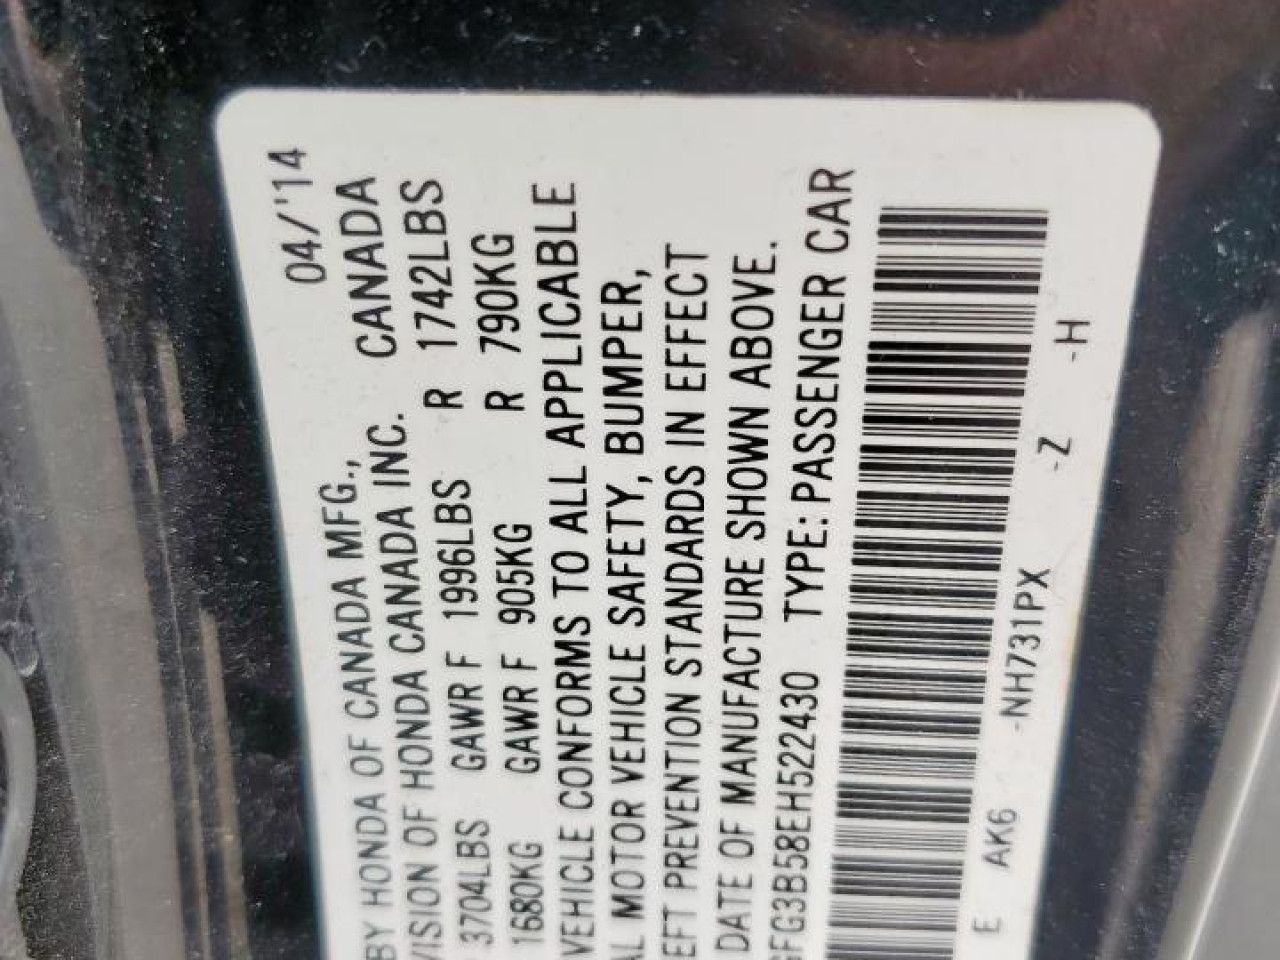 04/'14
BY HONDA OF CANADA MFG., CANADA
VISION OF HONDA CANADA INC.
3704LBS GAWR F 1996LBS R 1742LBS
1680KG GAWR F 905KG R 790KG
VEHICLE CONFORMS TO ALL APPLICABLE
AL MOTOR VEHICLE SAFETY, BUMPER,
EFT PREVENTION STANDARDS IN EFFECT
DATE OF MANUFACTURE SHOWN ABOVE.
FG3B58EH522430 TYPE: PASSENGER CAR
E AK6 -NH731PX -Z -H